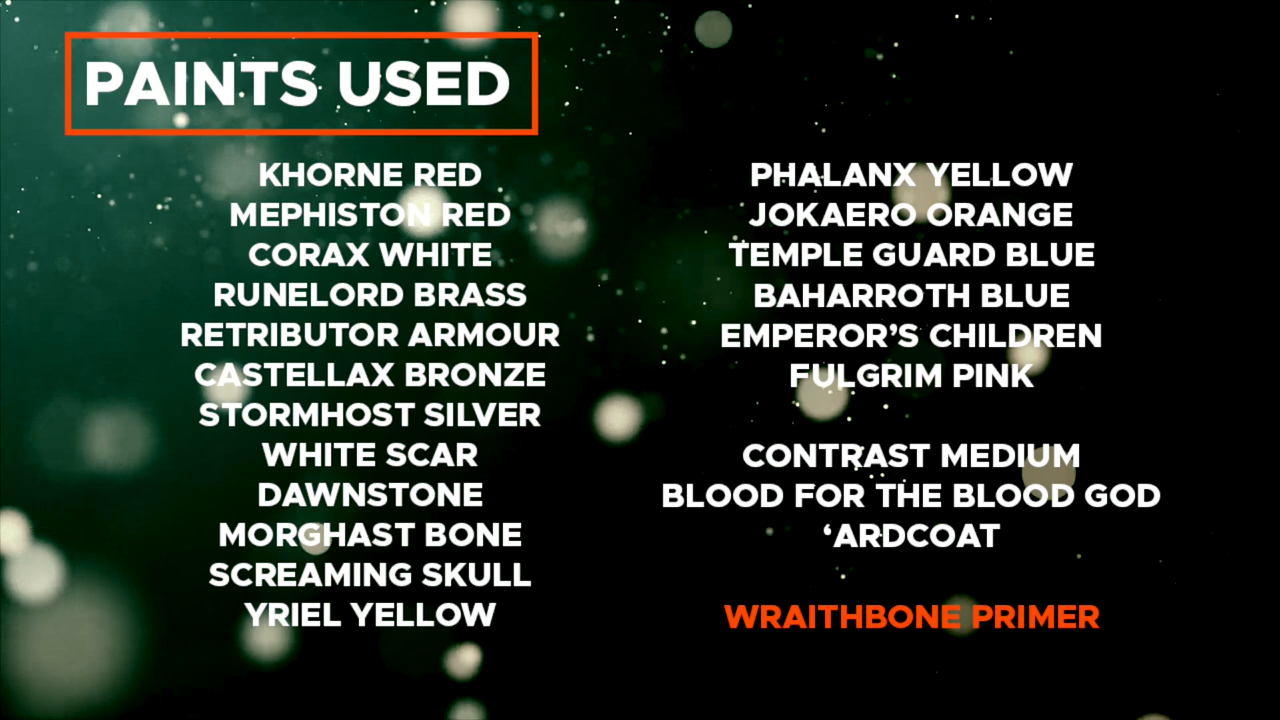 PAINTS USED
KHORNE RED
MEPHISTON RED
CORAX WHITE
RUNELORD BRASS
RETRIBUTOR ARMOUR
CASTELLAX BRONZE
STORMHOST SILVER
WHITE SCAR
DAWNSTONE
MORGHAST BONE
SCREAMING SKULL
YRIEL YELLOW
PHALANX YELLOW
JOKAERO ORANGE
TEMPLE GUARD BLUE
BAHARROTH BLUE
EMPEROR’S CHILDREN
FULGRIM PINK
CONTRAST MEDIUM
BLOOD FOR THE BLOOD GOD
‘ARDCOAT
WRAITHBONE PRIMER